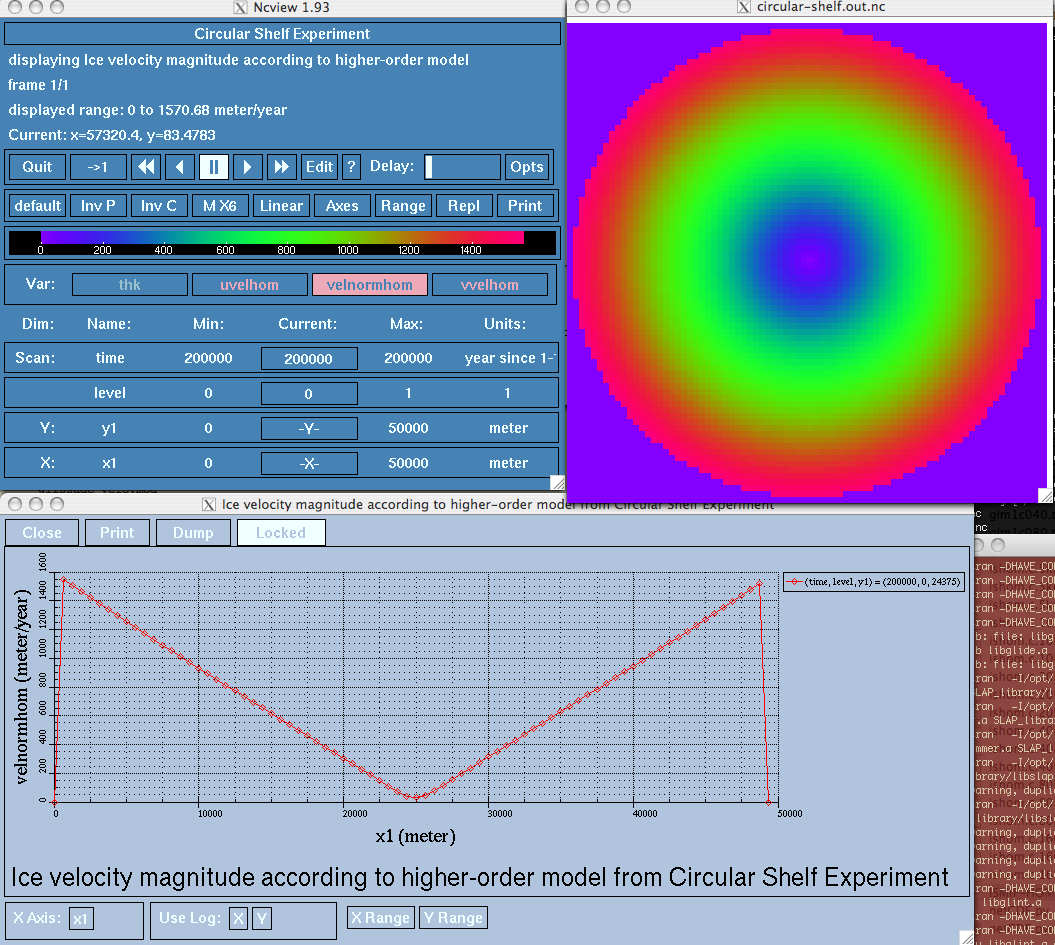 Ncview 1.93
Circular Shelf Experiment
displaying Ice velocity magnitude according to higher-order model
frame 1/1
displayed range: 0 to 1570.68 meter/year
Current: x=57320.4, y=83.4783
Quit ->1 Edit ? Delay: Opts
default Inv P Inv C M X6 Linear Axes Range Repl Print
0 200 400 600 800 1000 1200 1400
Var: thk uvelhom velnormhom vvelhom
Dim: Name: Min: Current: Max: Units:
Scan: time 200000 200000 200000 year since 1-
level 0 0 1 1
Y: y1 0 -Y- 50000 meter
X: x1 0 -X- 50000 meter
circular-shelf.out.nc
Ice velocity magnitude according to higher-order model from Circular Shelf Experiment
Close Print Dump Locked
velnormhom (meter/year)
1600
1400
1200
1000
800
600
400
200
0
0 10000 20000 30000 40000 50000
x1 (meter)
(time, level, y1) = (200000, 0, 24375)
Ice velocity magnitude according to higher-order model from Circular Shelf Experiment
X Axis: x1 Use Log: X Y X Range Y Range
c glm1c040.n
nc
ran -DHAVE_CO
ran -DHAVE_CO
ran -DHAVE_CO
ran -DHAVE_CO
ran -DHAVE_CO
b: file: libg
b libglide.a
b: file: libg
ran -I/opt/
LAP_library/l
ran -I/opt/
.a SLAP_libra
ran -I/opt/
mmer.a SLAP_l
ran -I/opt/
brary/libslap
arning, dupli
ran -I/opt/
library/libsl
arning, dupli
arning, dupli
arning, dupli
arning, dupli
ran -DHAVE_CO
libglint.a
ran -DHAVE_CO
ran -DHAVE_CO